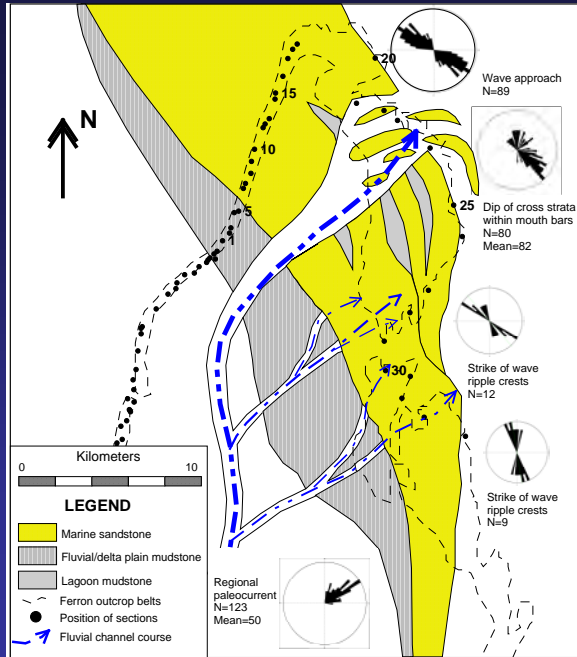 N
20
15
10
5
1
25
30
Wave approach
N=89
Dip of cross strata
within mouth bars
N=80
Mean=82
Strike of wave
ripple crests
N=12
Strike of wave
ripple crests
N=9
Regional
paleocurrent
N=123
Mean=50
Kilometers
0 10
LEGEND
Marine sandstone
Fluvial/delta plain mudstone
Lagoon mudstone
Ferron outcrop belts
Position of sections
Fluvial channel course